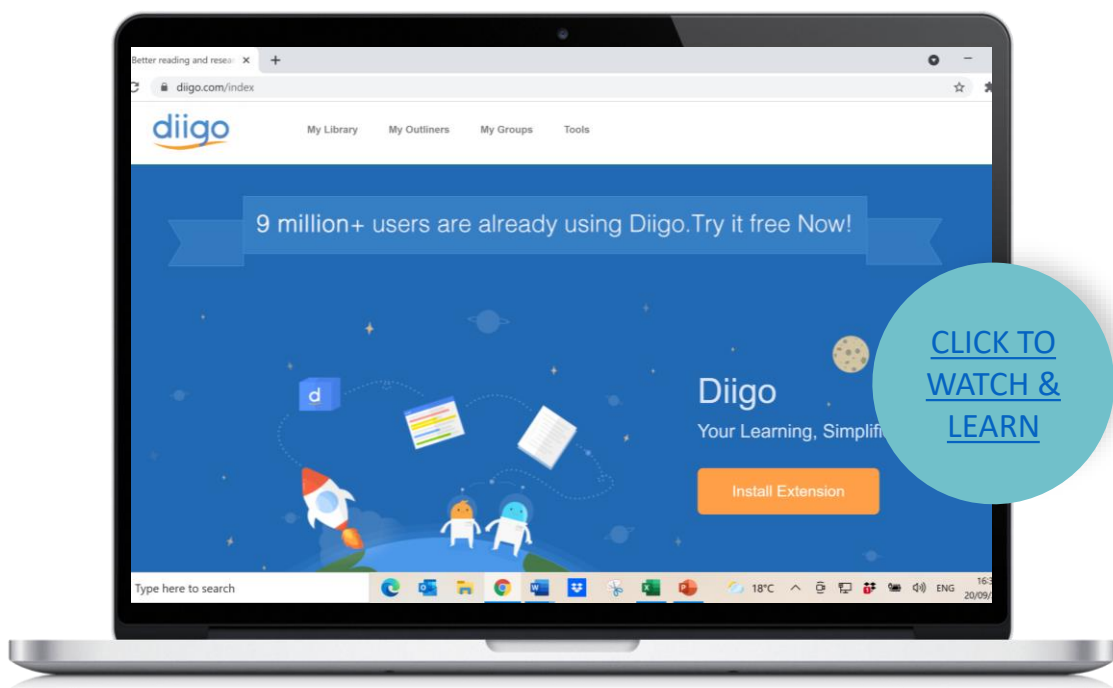 Better reading and resea
diigo.com/index
diigo
My Library
My Outliners
My Groups
Tools
9 million+ users are already using Diigo.Try it free Now!
d
Diigo
Your Learning, Simplifi
Install Extension
CLICK TO
WATCH &
LEARN
Type here to search
18°C
ENG
16:3
20/09/